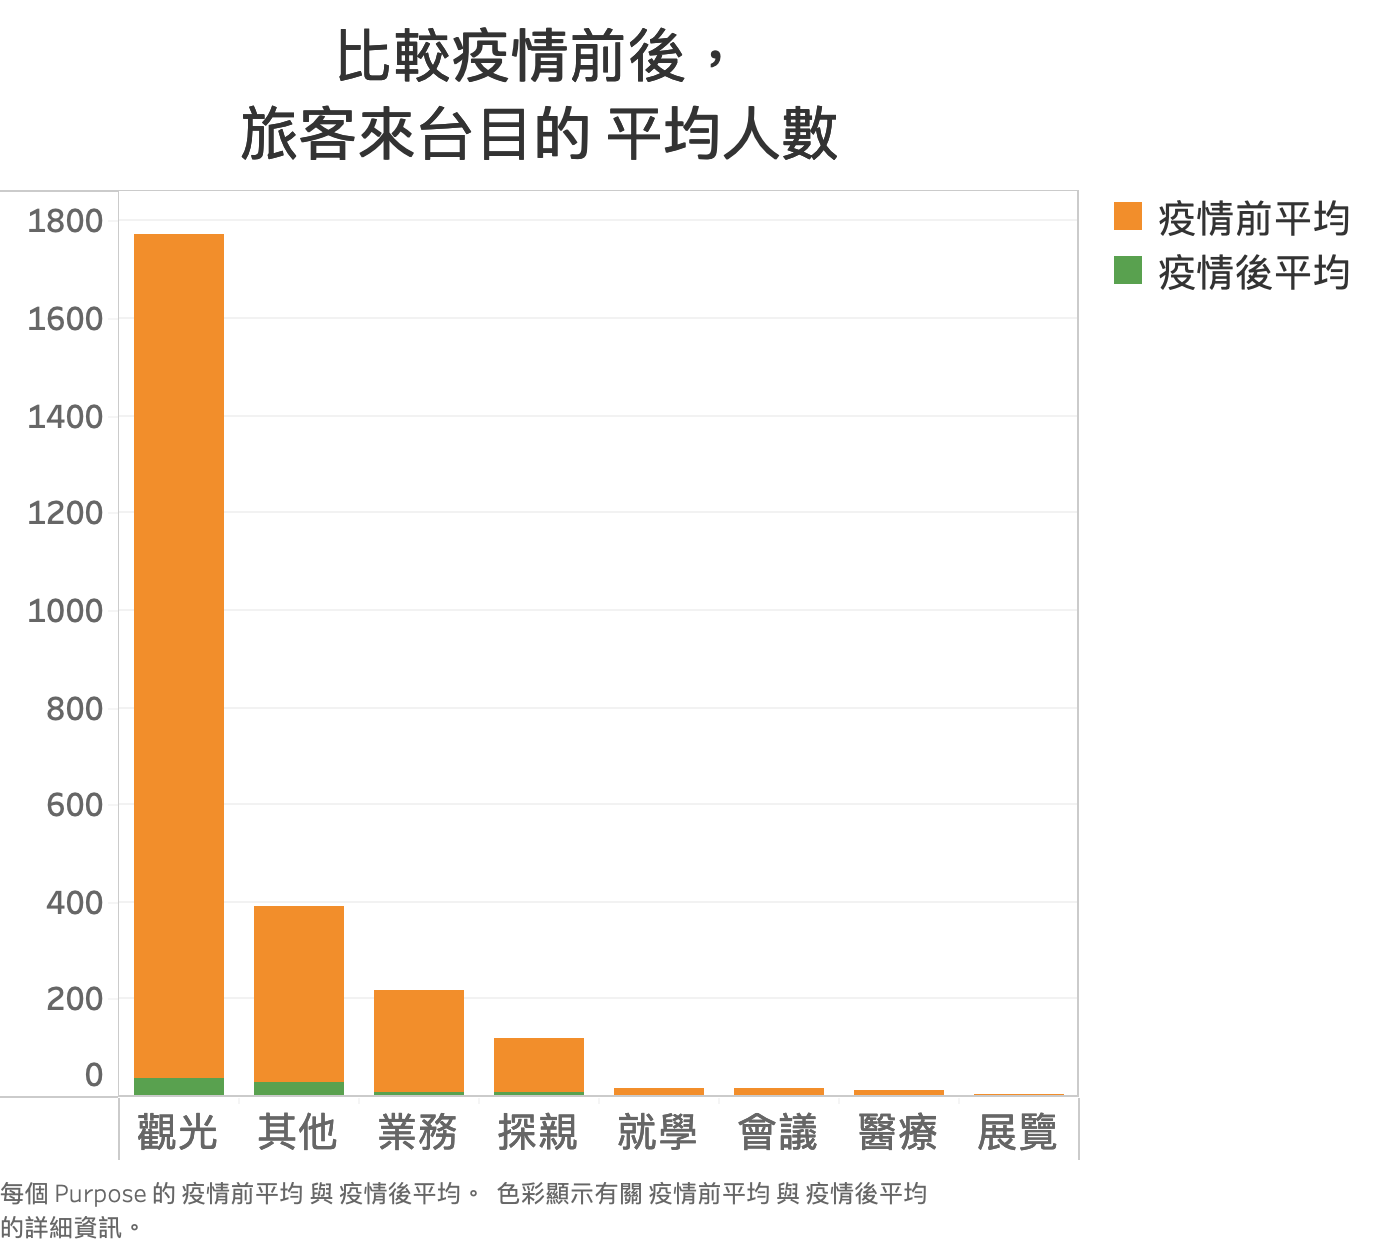 比較疫情前後，
旅客來台目的 平均人數
疫情前平均
疫情後平均
1800
1600
1400
1200
1000
800
600
400
200
0
觀光 其他 業務 探親 就學 會議 醫療 展覽
每個 Purpose 的 疫情前平均 與 疫情後平均。 色彩顯示有關 疫情前平均 與 疫情後平均
的詳細資訊。